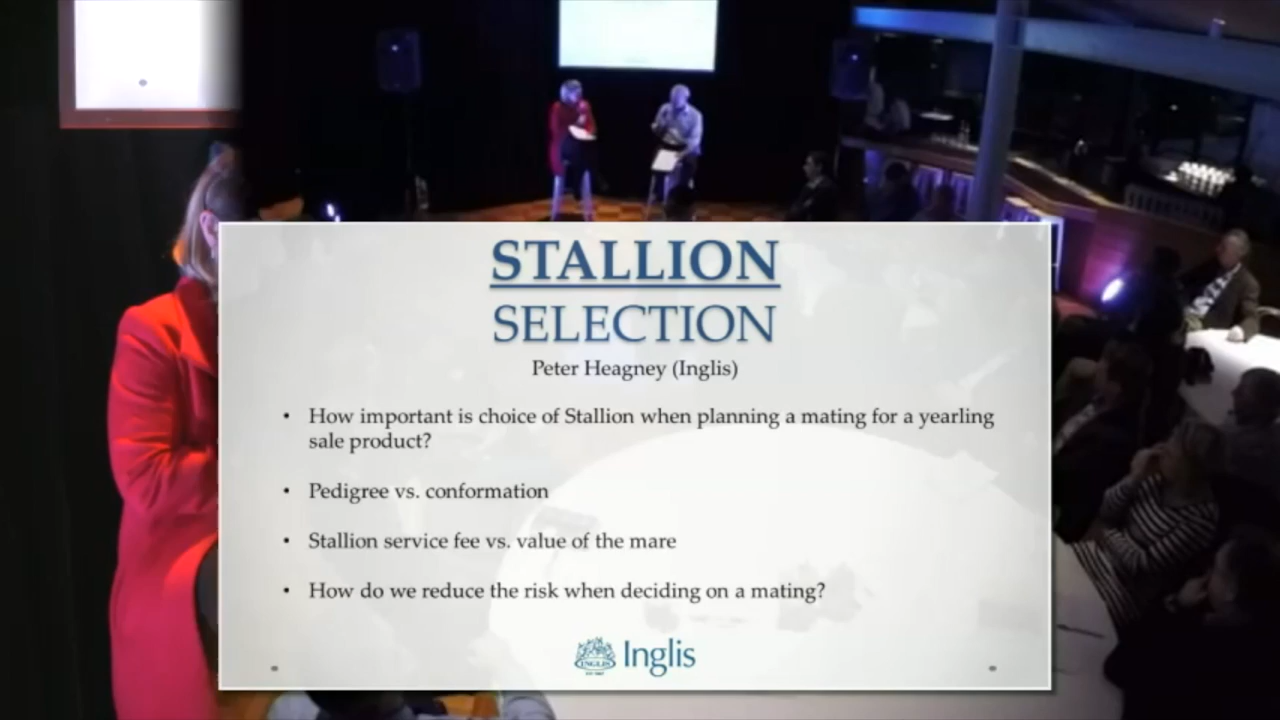 STALLION
SELECTION
Peter Heagney (Inglis)
• How important is choice of Stallion when planning a mating for a yearling
sale product?
• Pedigree vs. conformation
• Stallion service fee vs. value of the mare
• How do we reduce the risk when deciding on a mating?
INGLIS
Inglis